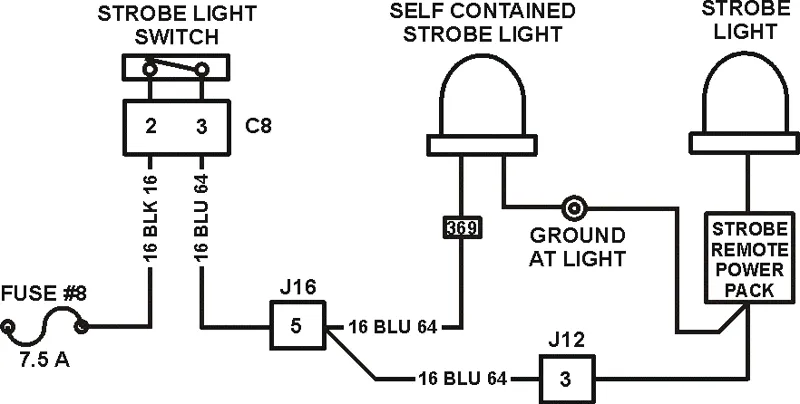 STROBE LIGHT
SWITCH
SELF CONTAINED
STROBE LIGHT
STROBE
LIGHT
2
3
C8
16 BLK 16
16 BLU 64
369
GROUND
AT LIGHT
STROBE
REMOTE
POWER
PACK
FUSE #8
7.5 A
J16
5
16 BLU 64
J12
16 BLU 64
3